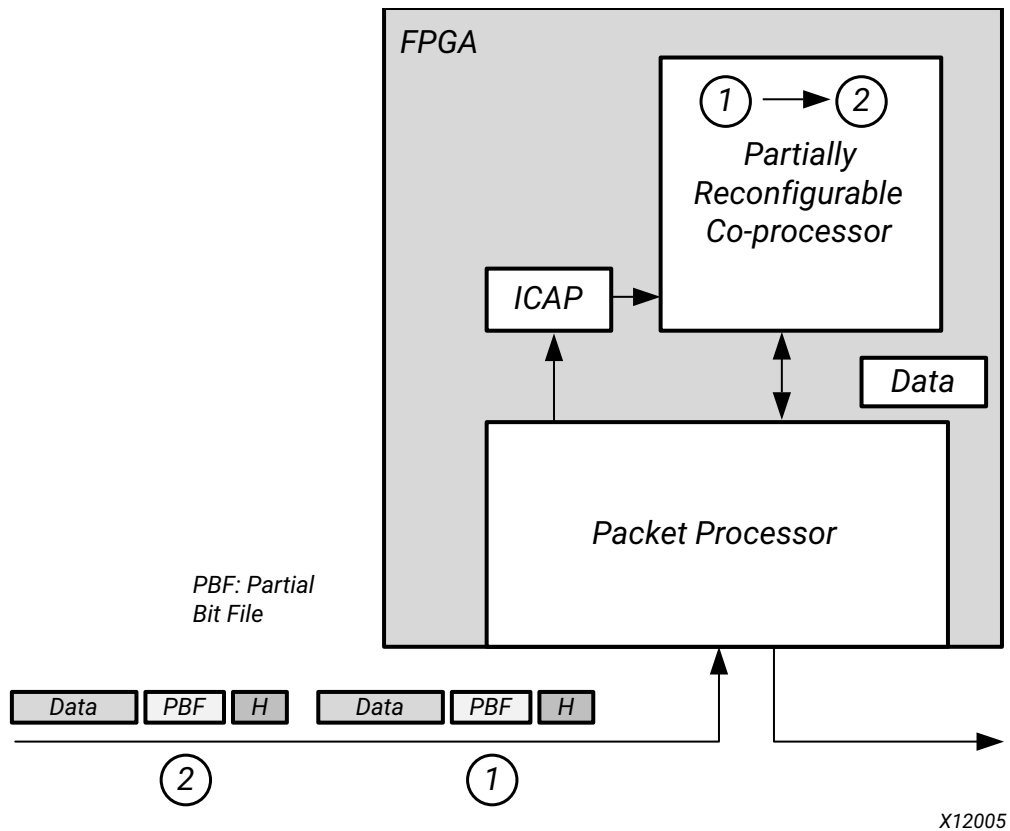 FPGA
1 2
Partially
Reconfigurable
Co-processor
ICAP
Data
Packet Processor
PBF: Partial
Bit File
Data PBF H Data PBF H
2 1
X12005